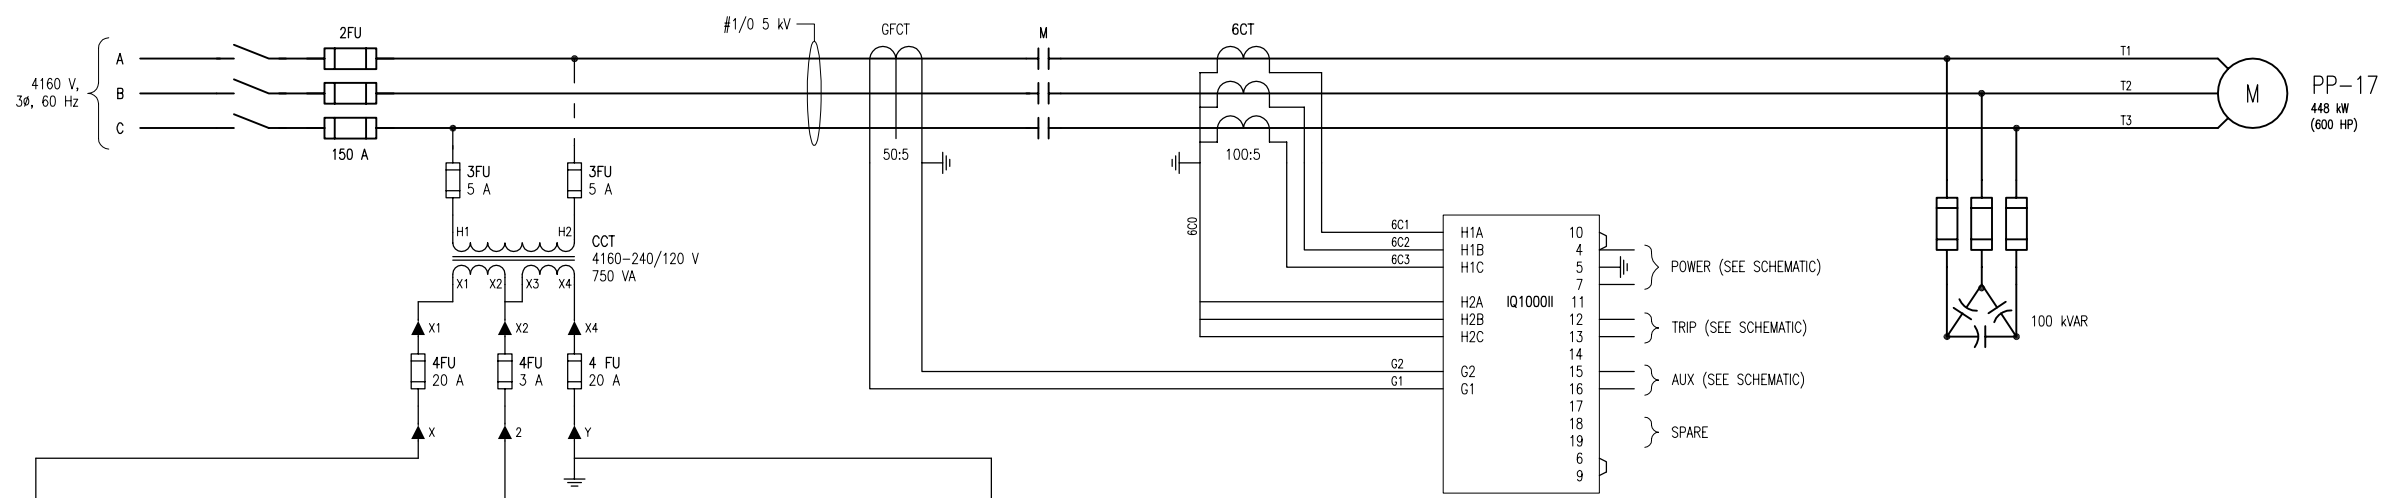 #1/0 5 kV
2FU
GFCT
M
6CT
A
B
C
4160 V,
3ø, 60 Hz
150 A
50:5
100:5
T1
T2
T3
M
PP-17
448 kW
(600 HP)
3FU
5 A
3FU
5 A
H1
H2
CCT
4160-240/120 V
750 VA
X1
X2
X3
X4
X1
X2
X4
4FU
20 A
4FU
3 A
4 FU
20 A
X
2
Y
6C0
6C1
6C2
6C3
G2
G1
H1A
H1B
H1C
H2A
H2B
H2C
G2
G1
IQ1000II
10
4
5
7
11
12
13
14
15
16
17
18
19
6
9
POWER (SEE SCHEMATIC)
TRIP (SEE SCHEMATIC)
AUX (SEE SCHEMATIC)
SPARE
100 kVAR